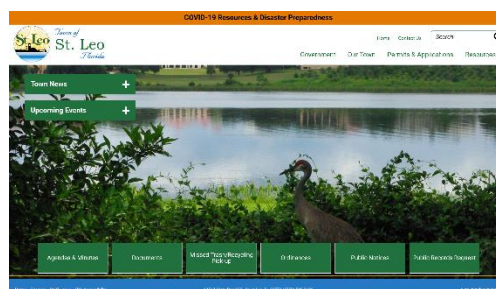 COVID-19 Resources & Disaster Preparedness
St. Leo
Town of
St. Leo
Florida
Home Contact Us Search
Government Our Town Permits & Applications Resources
Town News +
Upcoming Events +
Agendas & Minutes
Documents
Missed Trash/Recycling
Pick-up
Ordinances
Public Notices
Public Records Request